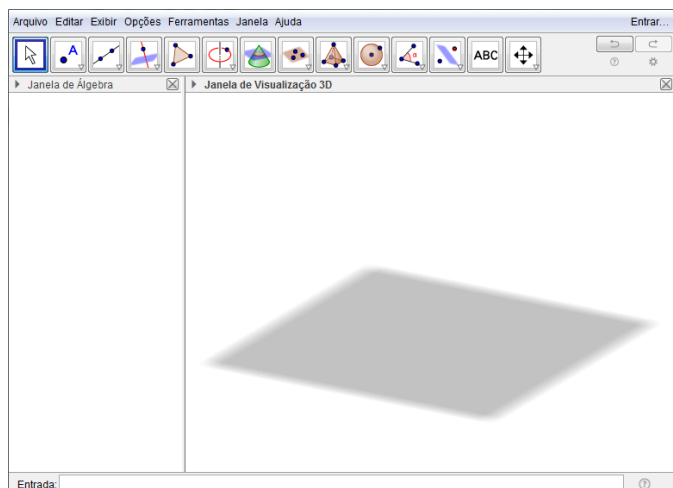 Arquivo Editar Exibir Opções Ferramentas Janela Ajuda Entrar...
A ABC
Janela de Álgebra Janela de Visualização 3D
Entrada: